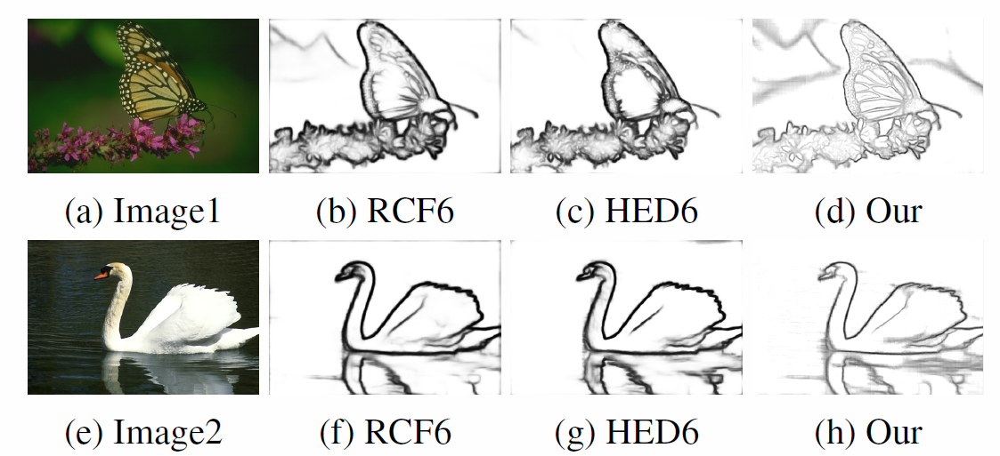 (a) Image1 (b) RCF6 (c) HED6 (d) Our
(e) Image2 (f) RCF6 (g) HED6 (h) Our